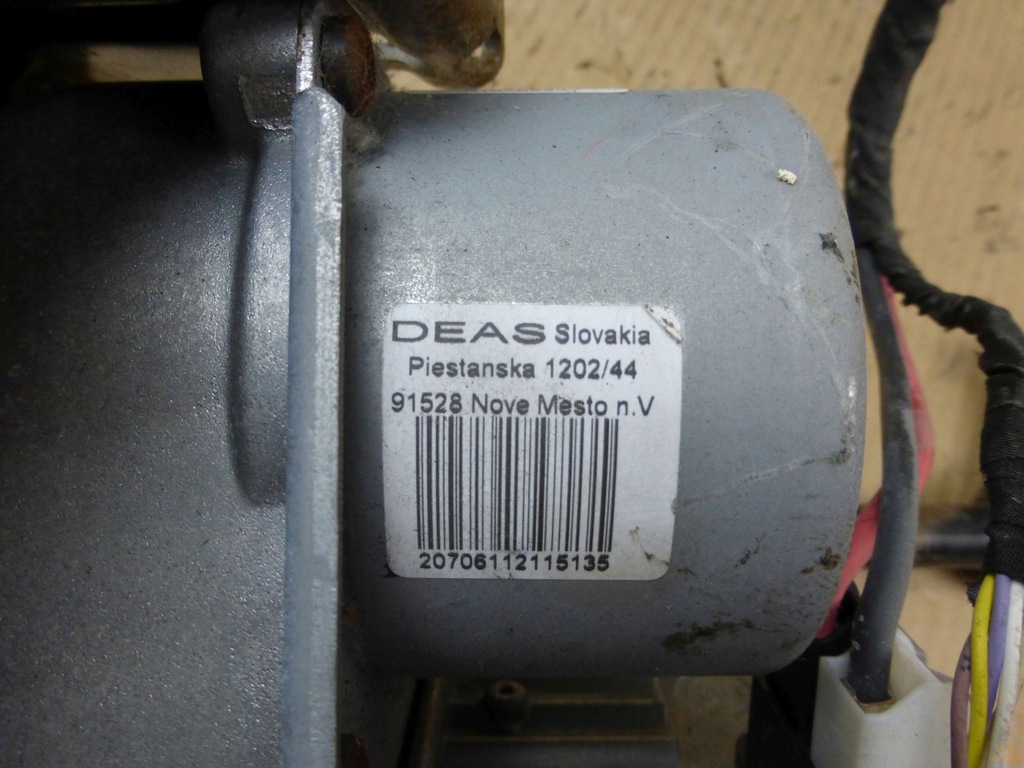 DEAS Slovakia
Piestanska 1202/44
91528 Nove Mesto n.V
20706112115135